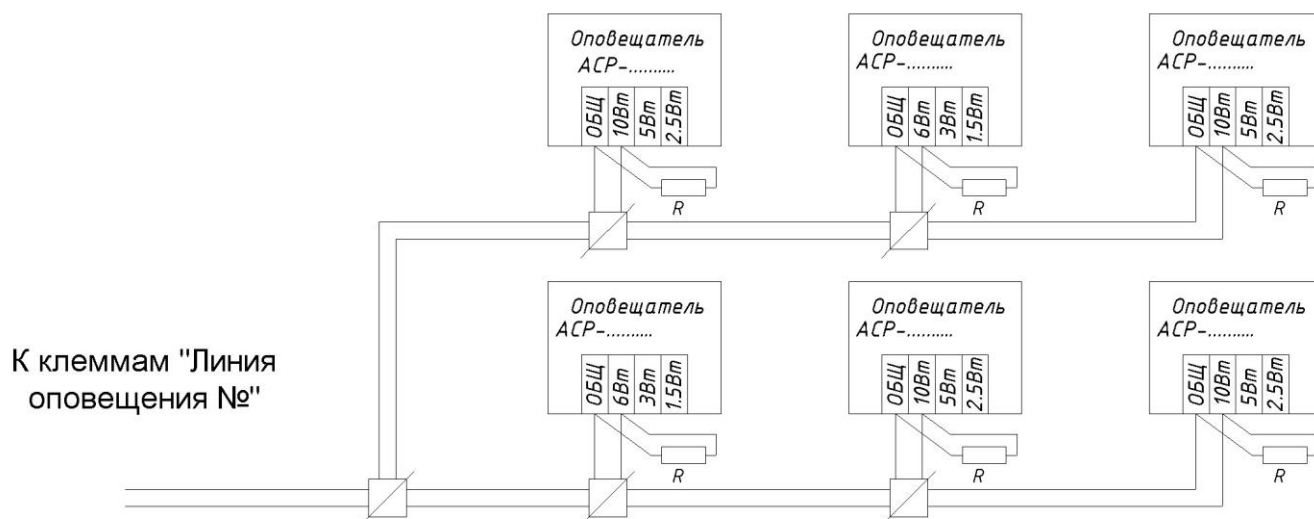 Оповещатель
АСР-..........
ОБЩ
10Вт
5Вт
2.5Вт
R
Оповещатель
АСР-..........
ОБЩ
6Вт
3Вт
1.5Вт
R
Оповещатель
АСР-..........
ОБЩ
10Вт
5Вт
2.5Вт
R
Оповещатель
АСР-..........
ОБЩ
6Вт
3Вт
1.5Вт
R
Оповещатель
АСР-..........
ОБЩ
10Вт
5Вт
2.5Вт
R
Оповещатель
АСР-..........
ОБЩ
10Вт
5Вт
2.5Вт
R
К клеммам "Линия
оповещения №"